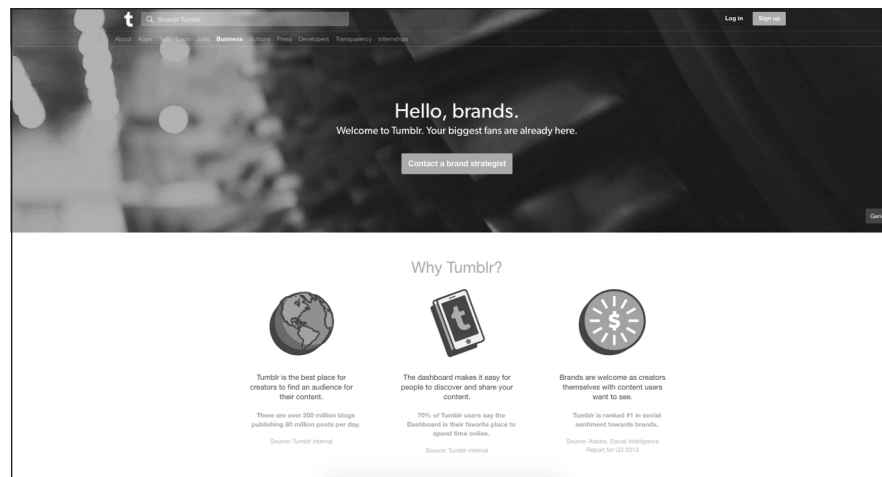 t Search Tumblr Log in Sign up
About Apps Logo Jobs Business Buttons Press Developers Transparency Internships
Hello, brands.
Welcome to Tumblr. Your biggest fans are already here.
Contact a brand strategist
Why Tumblr?
t
$
Tumblr is the best place for
creators to find an audience for
their content.
There are over 200 million blogs
publishing 80 million posts per day.
Source: Tumblr internal
The dashboard makes it easy for
people to discover and share your
content.
70% of Tumblr users say the
Dashboard is their favorite place to
spend time online.
Source: Tumblr internal
Brands are welcome as creators
themselves with content users
want to see.
Tumblr is ranked #1 in social
sentiment towards brands.
Source: Adobe, Social Intelligence
Report for Q3 2013